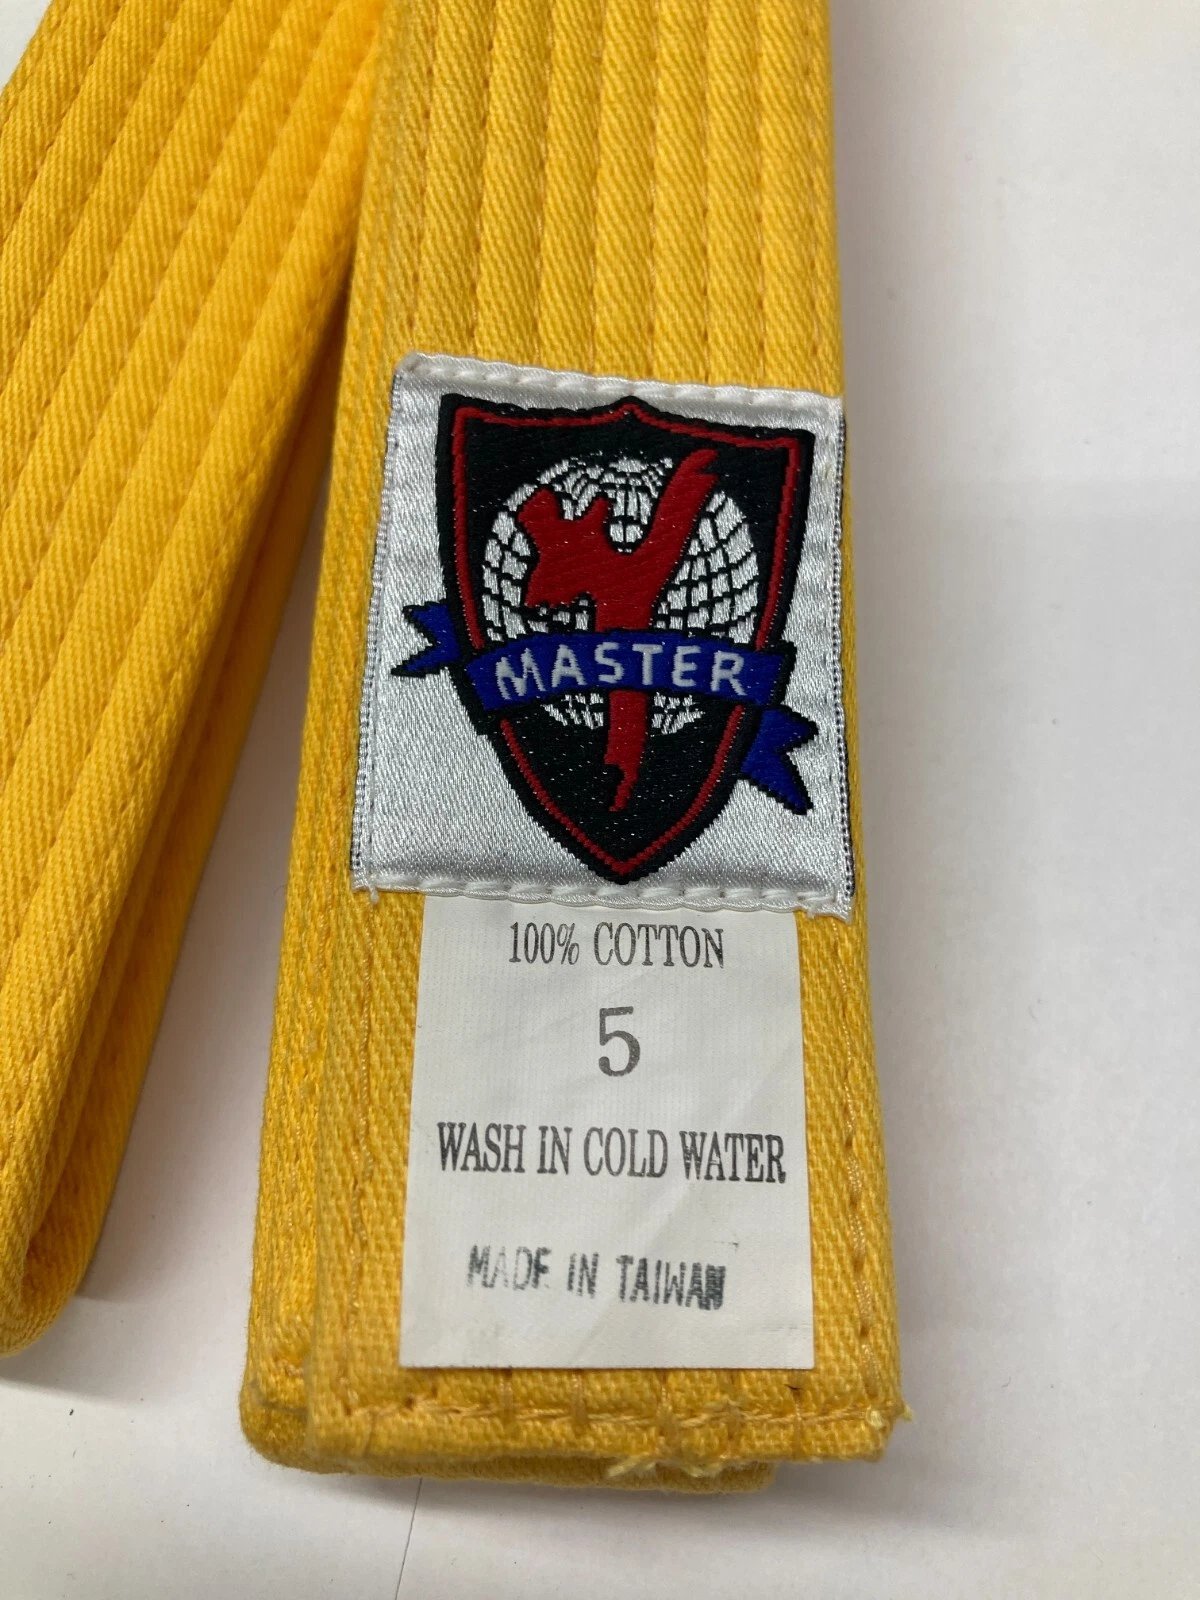 MASTER
100% COTTON
5
WASH IN COLD WATER
MADE IN TAIWAN